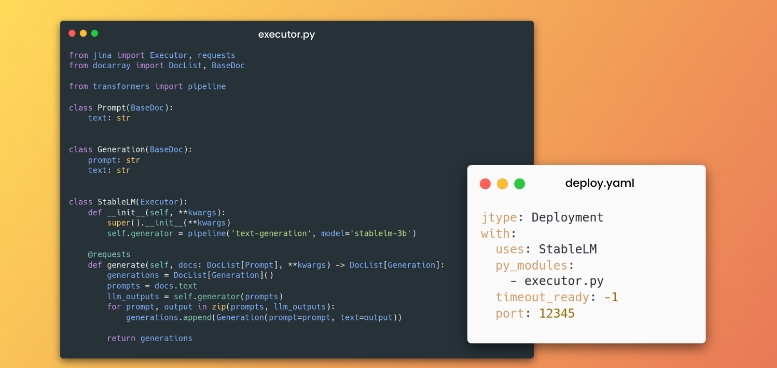 executor.py
from jina import Executor, requests
from docarray import DocList, BaseDoc
from transformers import pipeline
class Prompt(BaseDoc):
text: str
class Generation(BaseDoc):
prompt: str
text: str
class StableLM(Executor):
def __init__(self, **kwargs):
super().__init__(**kwargs)
self.generator = pipeline('text-generation', model='stablelm-3b')
@requests
def generate(self, docs: DocList[Prompt], **kwargs) -> DocList[Generation]:
generations = DocList[Generation]()
prompts = docs.text
llm_outputs = self.generator(prompts)
for prompt, output in zip(prompts, llm_outputs):
generations.append(Generation(prompt=prompt, text=output))
return generations
deploy.yaml
jtype: Deployment
with:
uses: StableLM
py_modules:
- executor.py
timeout_ready: -1
port: 12345